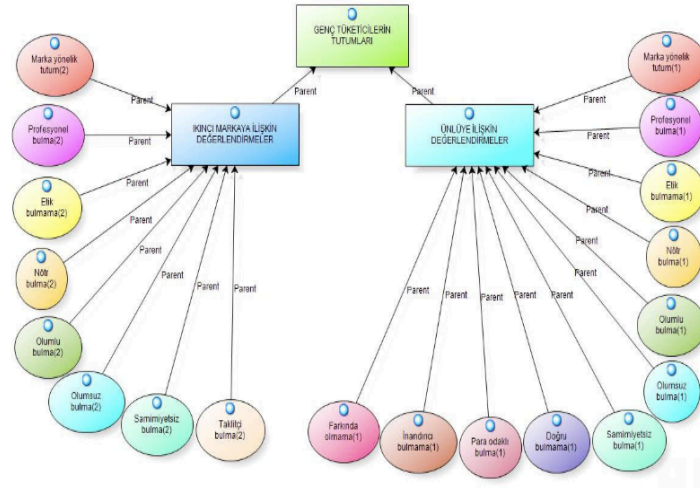 GENÇ TÜKETİCİLERİN
TUTUMLARI
Parent
Parent
IKINCI MARKAYA İLİŞKİN
DEĞERLENDİRMELER
ÜNLÜYE İLİŞKİN
DEĞERLENDİRMELER
Marka yönelik
tutum(2)
Parent
Profesyonel
bulma(2)
Parent
Etik
bulmama(2)
Parent
Nötr
bulma(2)
Parent
Olumlu
bulma(2)
Parent
Olumsuz
bulma(2)
Parent
Samimiyetsiz
bulma(2)
Parent
Taklitçi
bulma(2)
Parent
Marka yönelik
tutum(1)
Parent
Profesyonel
bulma(1)
Parent
Etik
bulmama(1)
Parent
Nötr
bulma(1)
Parent
Olumlu
bulma(1)
Parent
Olumsuz
bulma(1)
Parent
Samimiyetsiz
bulma(1)
Parent
Doğru
bulmama(1)
Parent
Para odaklı
bulma(1)
Parent
İnandırıcı
bulmama(1)
Parent
Farkında
olmama(1)
Parent